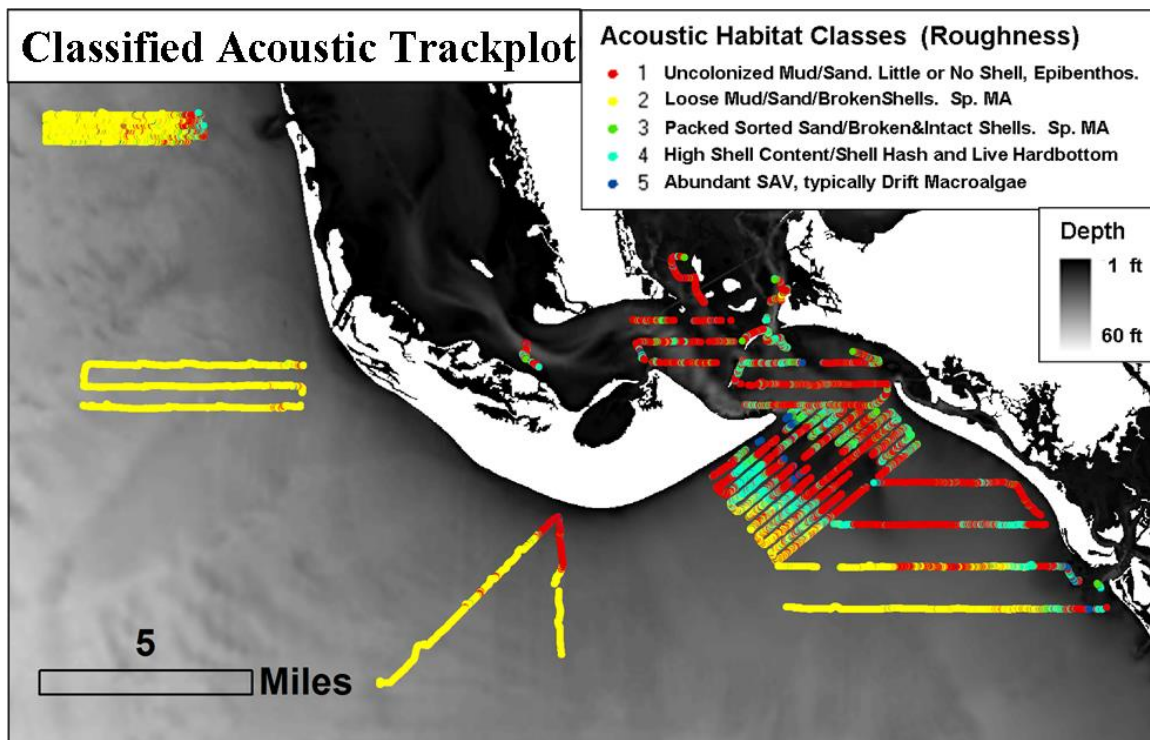 Classified Acoustic Trackplot
Acoustic Habitat Classes (Roughness)
1 Uncolonized Mud/Sand. Little or No Shell, Epibenthos.
2 Loose Mud/Sand/BrokenShells. Sp. MA
3 Packed Sorted Sand/Broken&Intact Shells. Sp. MA
4 High Shell Content/Shell Hash and Live Hardbottom
5 Abundant SAV, typically Drift Macroalgae
Depth
1 ft
60 ft
5
Miles